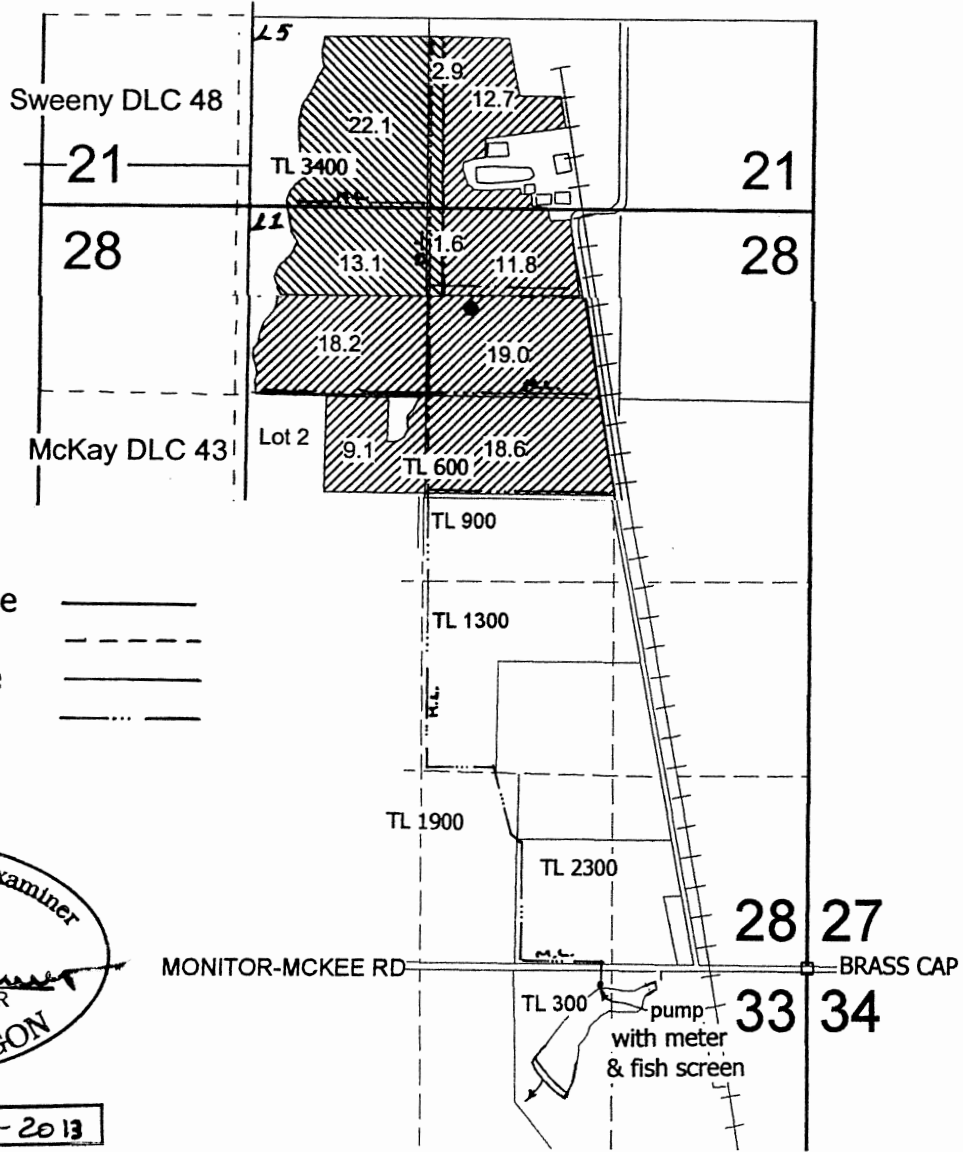 L5
2.9
Sweeny DLC 48
12.7
22.1
21
TL 3400
21
M.L.
L1
28
1.6
28
M.L.
13.1
11.8
18.2
19.0
M.L.
McKay DLC 43
Lot 2
9.1
18.6
TL 600
TL 900
TL 1300
M.L.
TL 1900
TL 2300
28 27
M.L.
MONITOR-MCKEE RD
BRASS CAP
TL 300
pump
33 34
with meter
& fish screen
xaminer
R
GON
- 2013